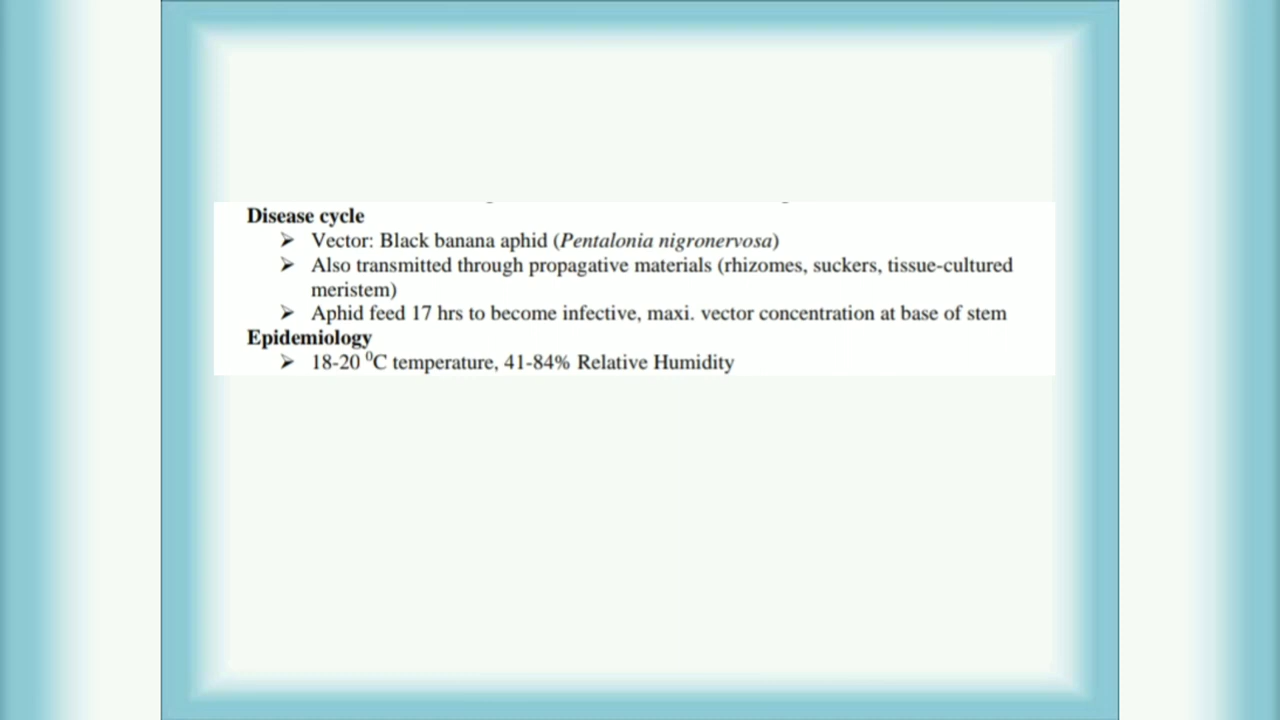 Disease cycle
➢ Vector: Black banana aphid (Pentalonia nigronervosa)
➢ Also transmitted through propagative materials (rhizomes, suckers, tissue-cultured
meristem)
➢ Aphid feed 17 hrs to become infective, maxi. vector concentration at base of stem
Epidemiology
➢ 18-20 ⁰C temperature, 41-84% Relative Humidity